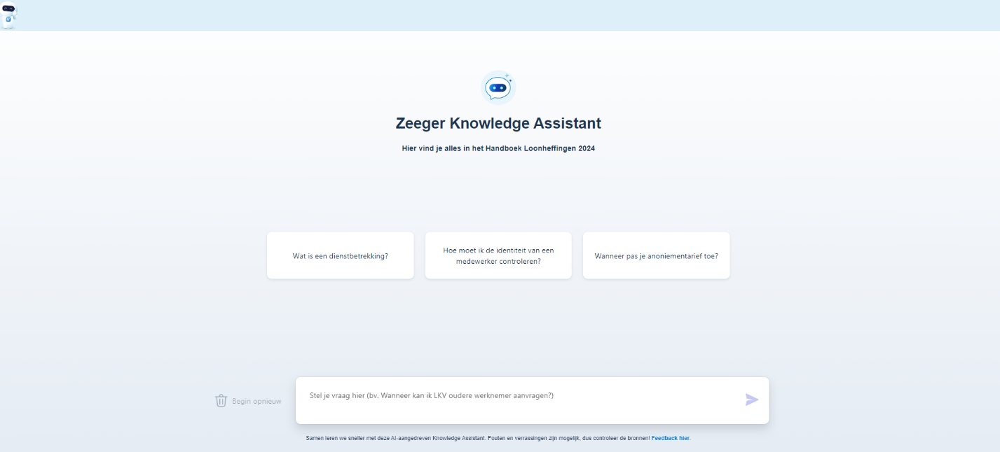 Zeeger Knowledge Assistant
Hier vind je alles in het Handboek Loonheffingen 2024
Wat is een dienstbetrekking?
Hoe moet ik de identiteit van een
medewerker controleren?
Wanneer pas je anoniementarief toe?
Stel je vraag hier (bv. Wanneer kan ik LKV oudere werknemer aanvragen?)
Begin opnieuw
Samen leren we sneller met deze AI-aangedreven Knowledge Assistant. Fouten en verrassingen zijn mogelijk, dus controleer de bronnen! Feedback hier.